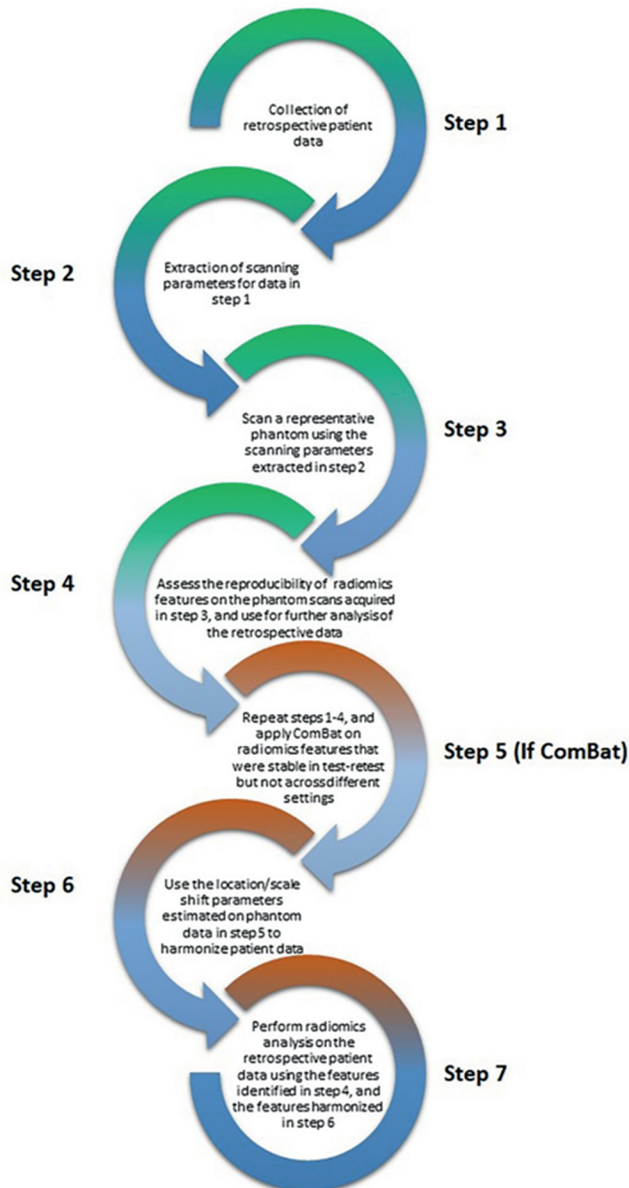 Collection of
retrospective patient
data
Step 1
Step 2
Extraction of scanning
parameters for data in
step 1
Scan a representative
phantom using the
scanning parameters
extracted in step 2
Step 3
Step 4
Assess the reproducibility of radiomics
features on the phantom scans acquired
in step 3, and use for further analysis of
the retrospective data
Repeat steps 1-4, and
apply ComBat on
radiomics features that
were stable in test-retest
but not across different
settings
Step 5 (If ComBat)
Step 6
Use the location/scale
shift parameters
estimated on phantom
data in step 5 to
harmonize patient data
Perform radiomics
analysis on the
retrospective patient
data using the features
identified in step 4, and
the features harmonized
in step 6
Step 7